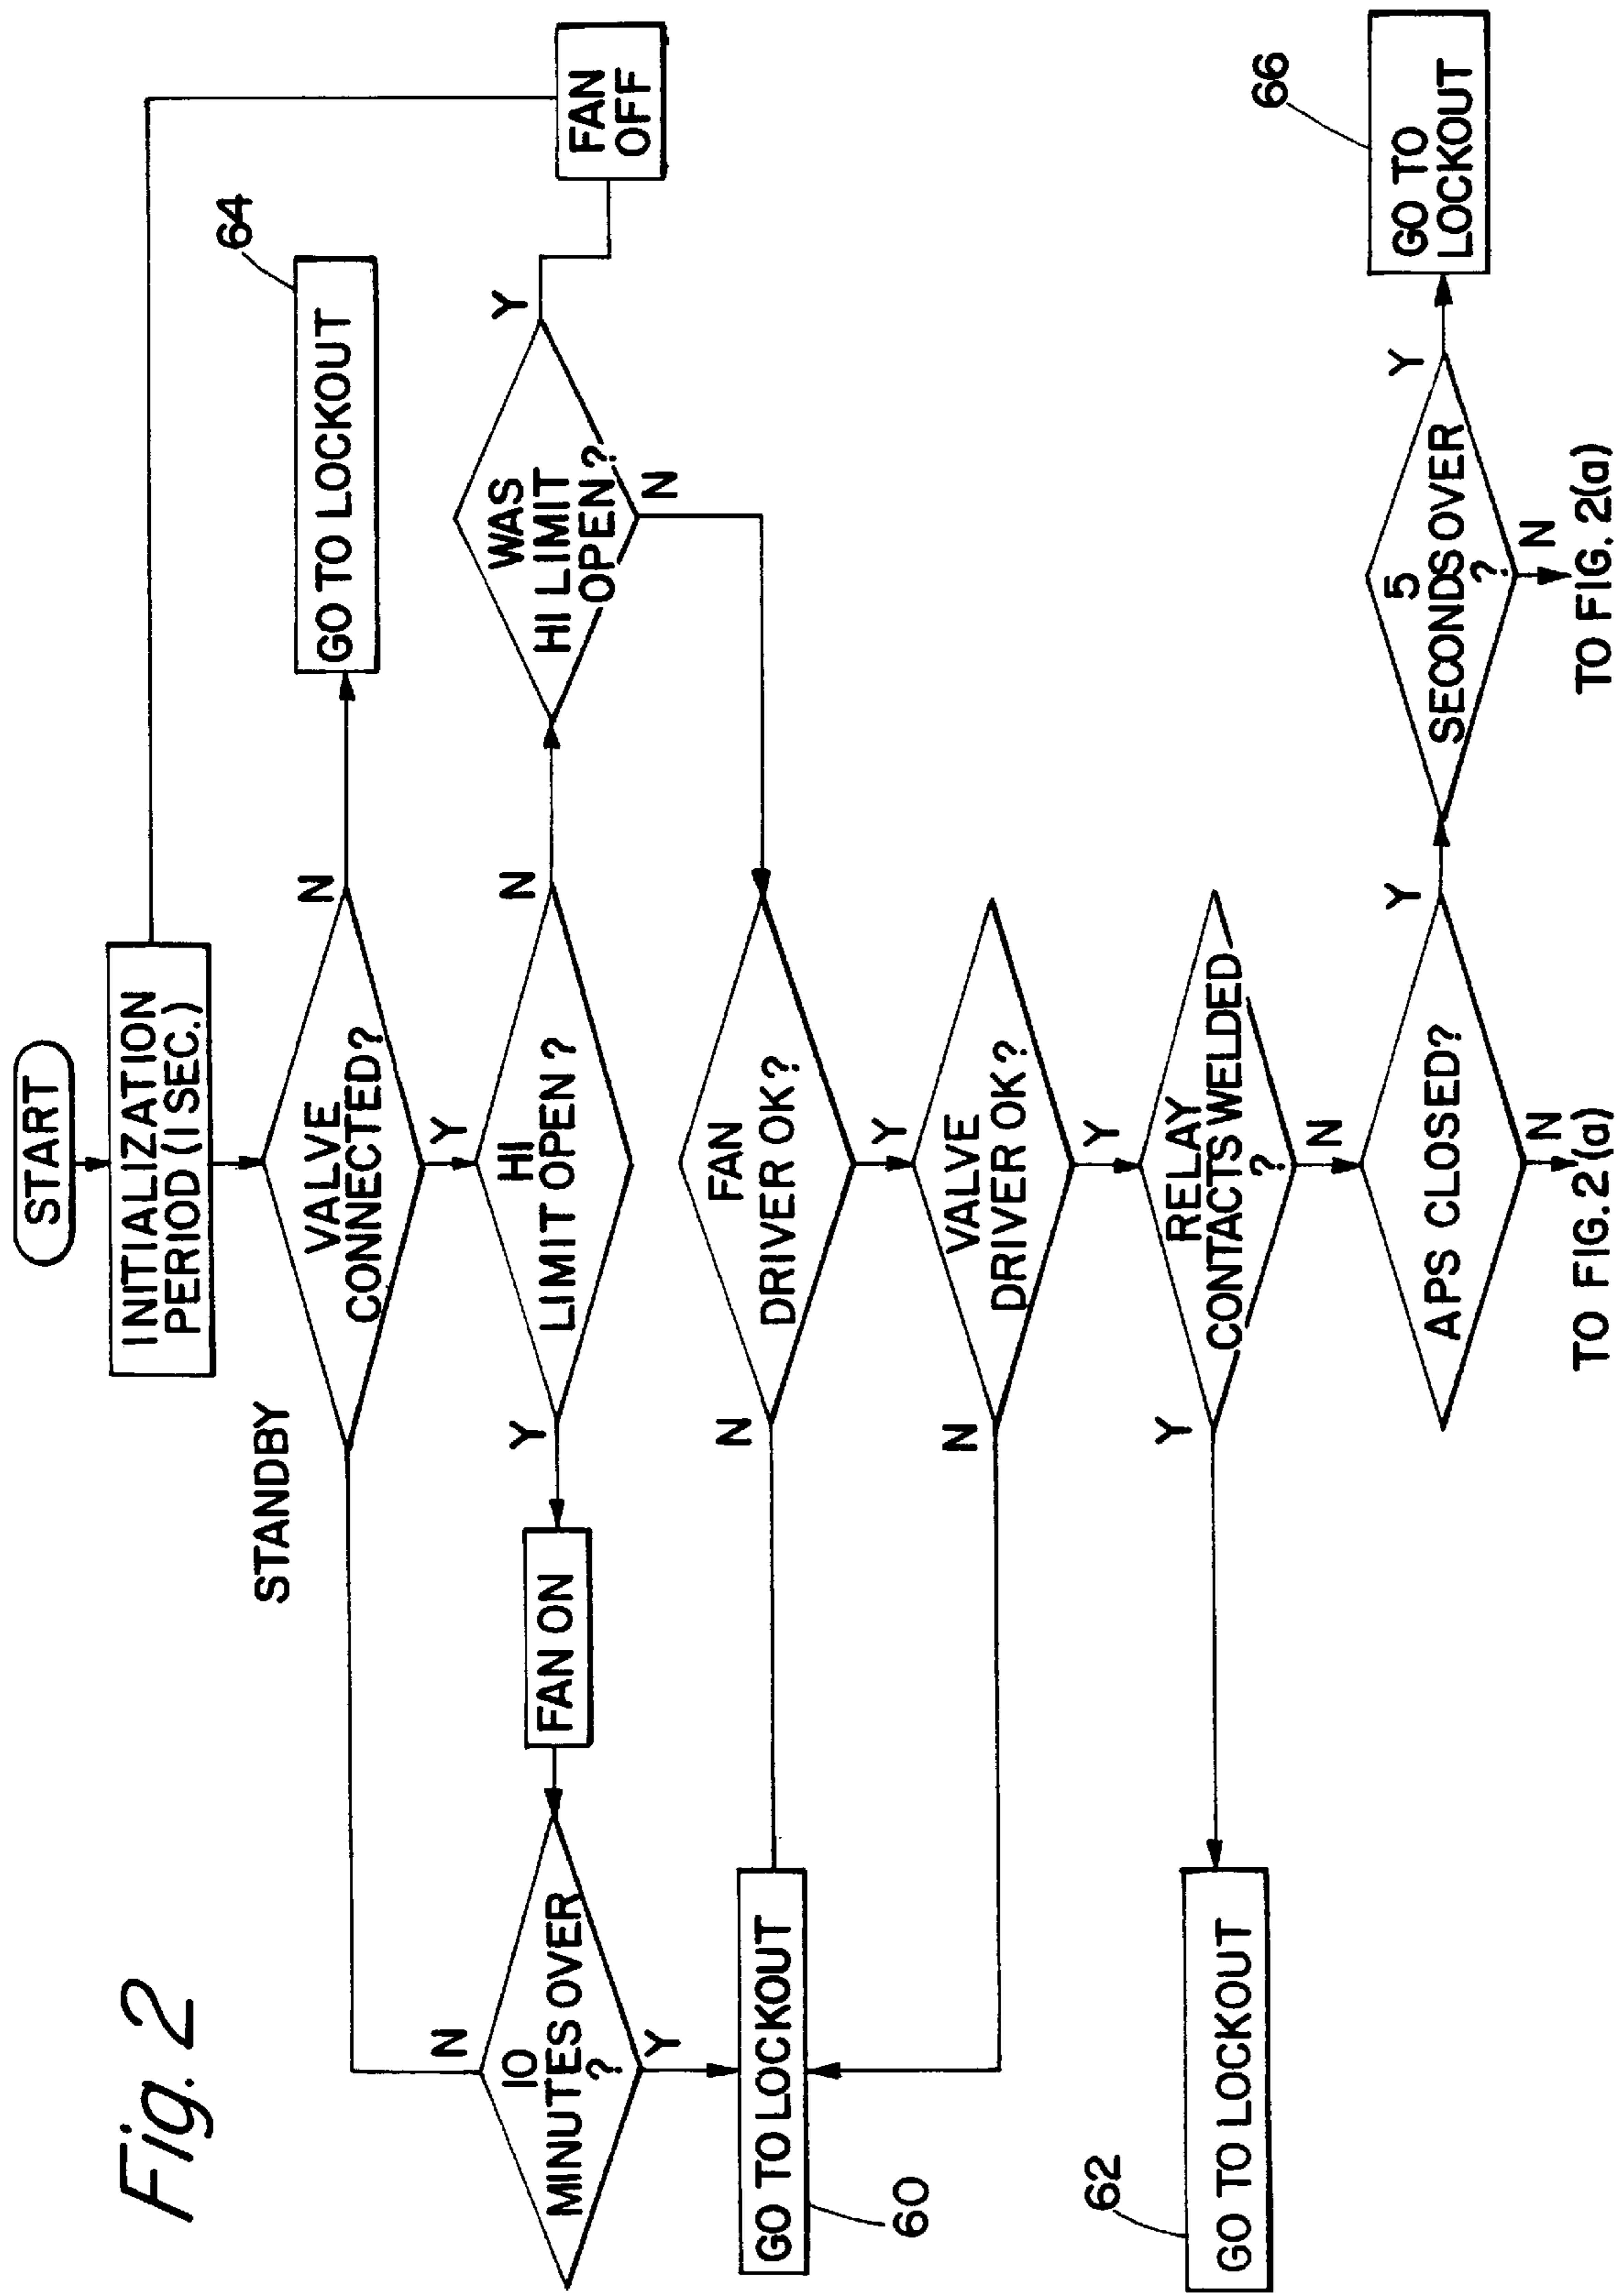 Fig. 2
START
INITIALIZATION
PERIOD (1 SEC.)
STANDBY
VALVE
CONNECTED?
N
GO TO LOCKOUT
64
Y
HI
LIMIT OPEN?
Y
FAN ON
10
MINUTES OVER
?
N
Y
N
WAS
HI LIMIT
OPEN?
Y
FAN
OFF
N
FAN
DRIVER OK?
N
GO TO LOCKOUT
60
Y
VALVE
DRIVER OK?
N
Y
RELAY
CONTACTS WELDED
?
Y
GO TO LOCKOUT
62
N
APS CLOSED?
Y
5
SECONDS OVER
?
Y
GO TO
LOCKOUT
66
N
TO FIG. 2(a)
N
TO FIG. 2(a)